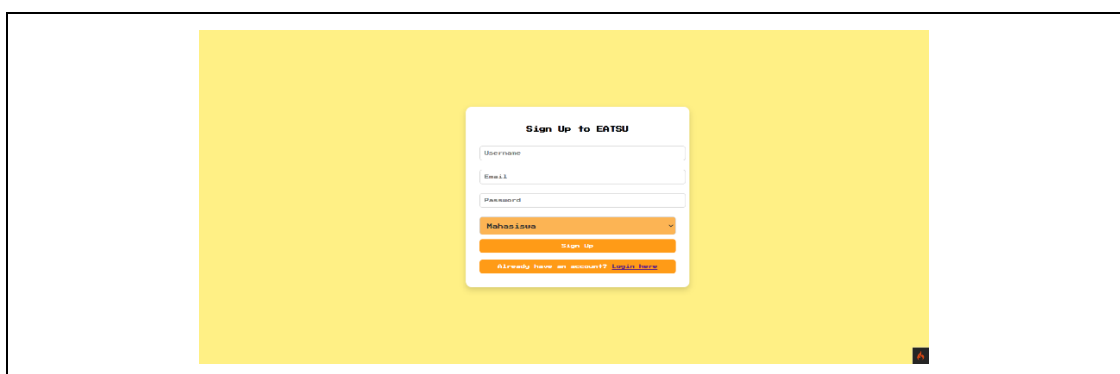 Sign Up to EATSU
Username
Email
Password
Mahasiswa
Sign Up
Already have an account? Login here